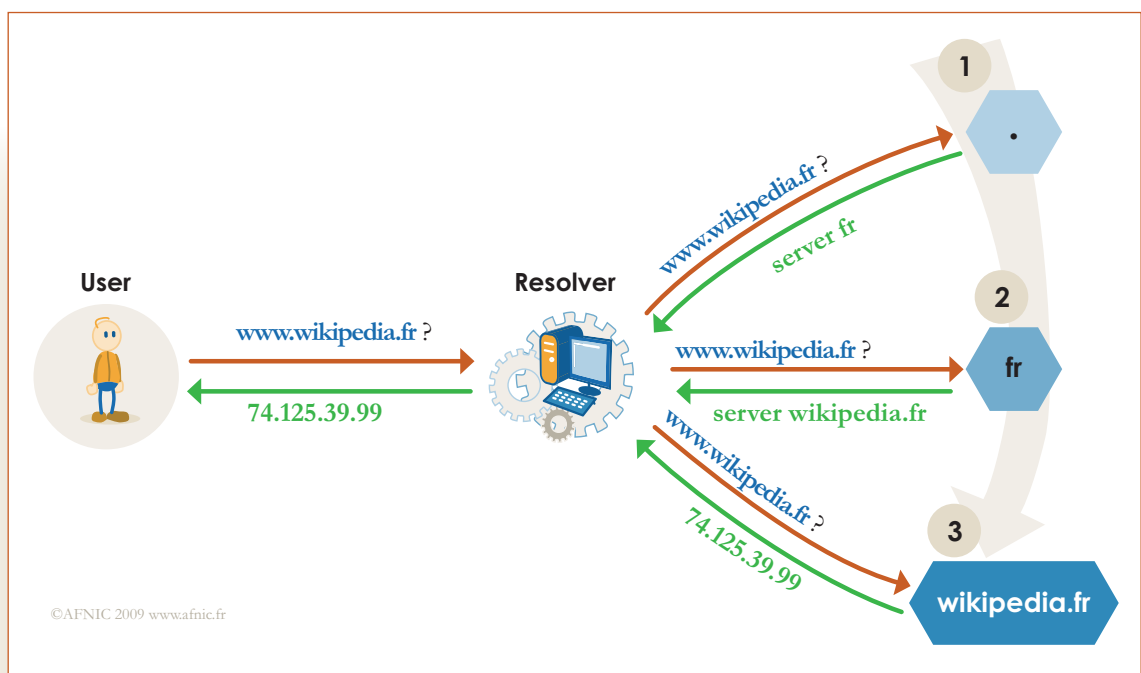 1
.
www.wikipedia.fr ?
server fr
User
Resolver
2
www.wikipedia.fr ?
www.wikipedia.fr ?
fr
74.125.39.99
server wikipedia.fr
www.wikipedia.fr ?
74.125.39.99
3
wikipedia.fr
©AFNIC 2009 www.afnic.fr